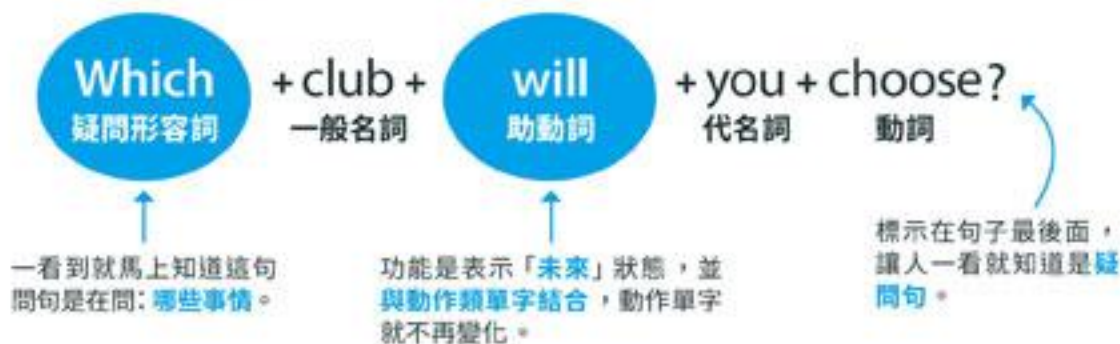 Which + club + will + you + choose?
疑問形容詞 一般名詞 助動詞 代名詞 動詞
一看到就馬上知道這句
問句是在問：哪些事情。
功能是表示「未來」狀態，並
與動作類單字結合，動作單字
就不再變化。
標示在句子最後面，
讓人一看就知道是疑
問句。